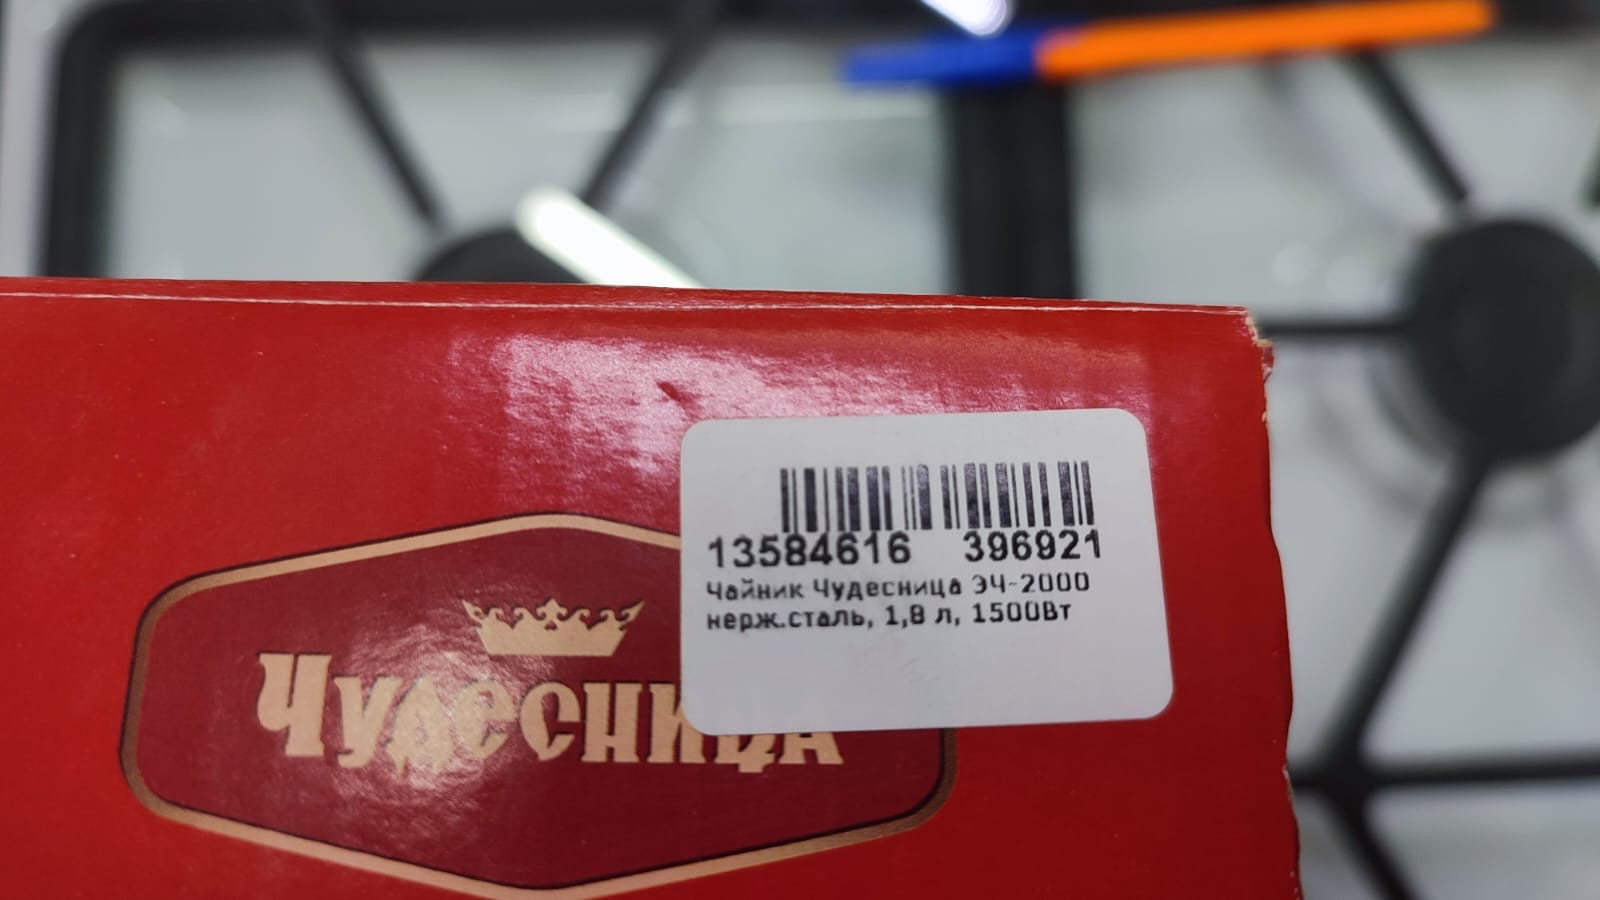 13584616 396921
Чайник Чудесница ЭЧ-2000
нерж.сталь, 1,8 л, 1500Вт
Чудесница